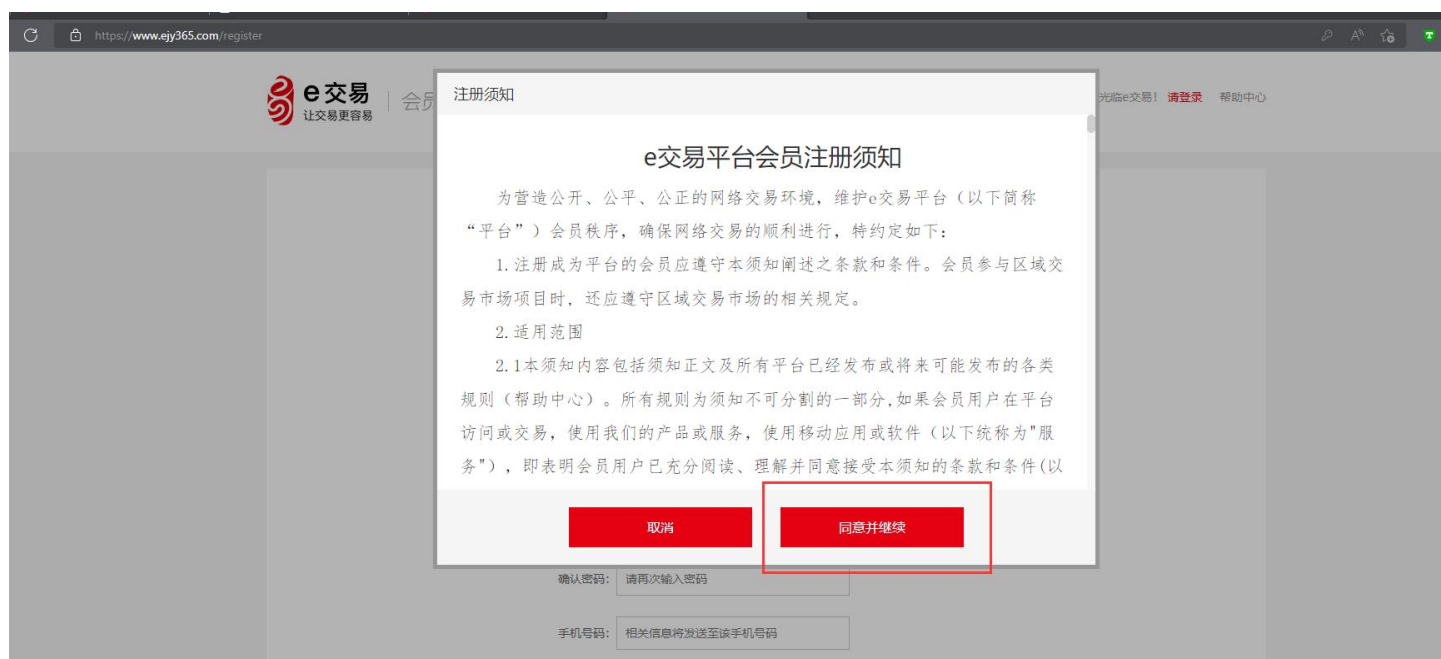 https://www.ejy365.com/register
e交易
让交易更容易
会员
光临e交易! 请登录 帮助中心
注册须知
e交易平台会员注册须知
为营造公开、公平、公正的网络交易环境，维护e交易平台（以下简称
“平台”）会员秩序，确保网络交易的顺利进行，特约定如下：
1.注册成为平台的会员应遵守本须知阐述之条款和条件。会员参与区域交
易市场项目时，还应遵守区域交易市场的相关规定。
2.适用范围
2.1本须知内容包括须知正文及所有平台已经发布或将来可能发布的各类
规则（帮助中心）。所有规则为须知不可分割的一部分,如果会员用户在平台
访问或交易，使用我们的产品或服务，使用移动应用或软件（以下统称为"服
务"），即表明会员用户已充分阅读、理解并同意接受本须知的条款和条件(以
取消 同意并继续
确认密码: 请再次输入密码
手机号码: 相关信息将发送至该手机号码